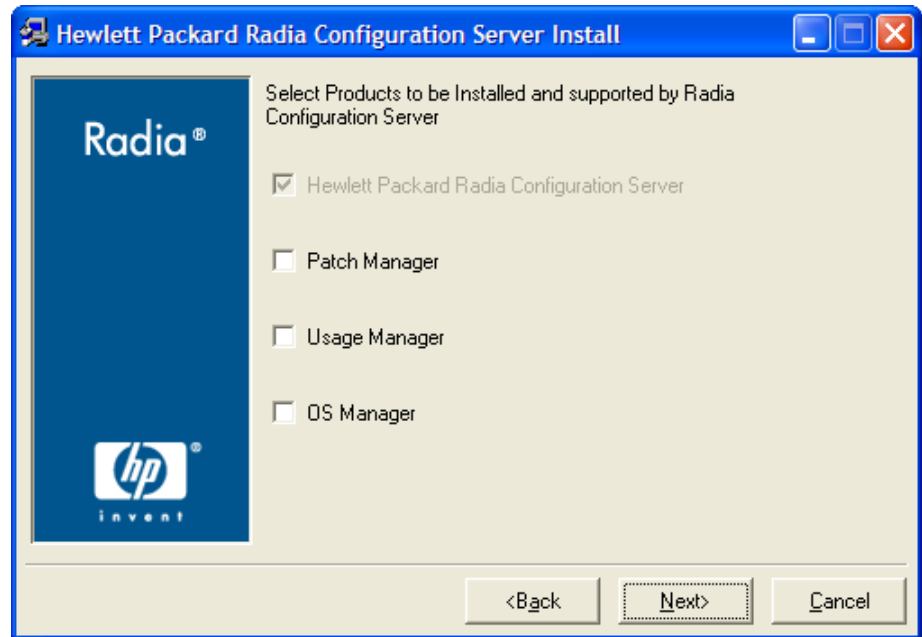 Hewlett Packard Radia Configuration Server Install
Select Products to be Installed and supported by Radia
Configuration Server
Radia®
Hewlett Packard Radia Configuration Server
Patch Manager
Usage Manager
OS Manager
hp®
invent
<Back
Next>
Cancel